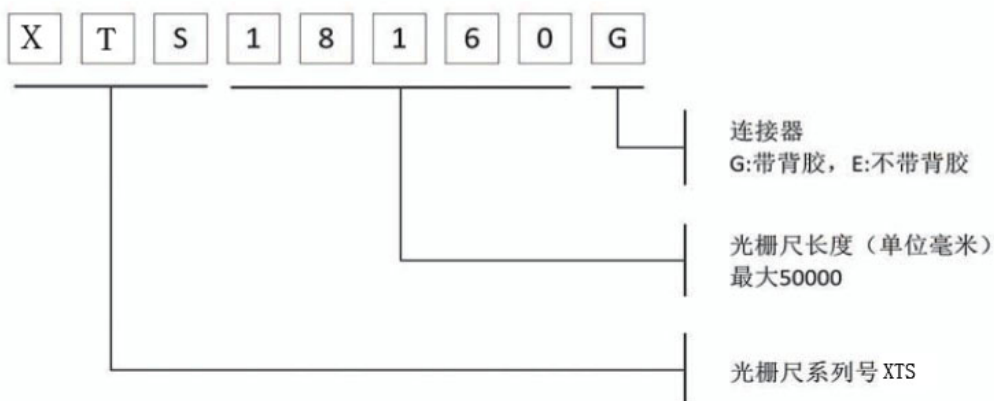 X T S 1 8 1 6 0 G
连接器
G:带背胶，E:不带背胶
光栅尺长度（单位毫米）
最大50000
光栅尺系列号 XTS